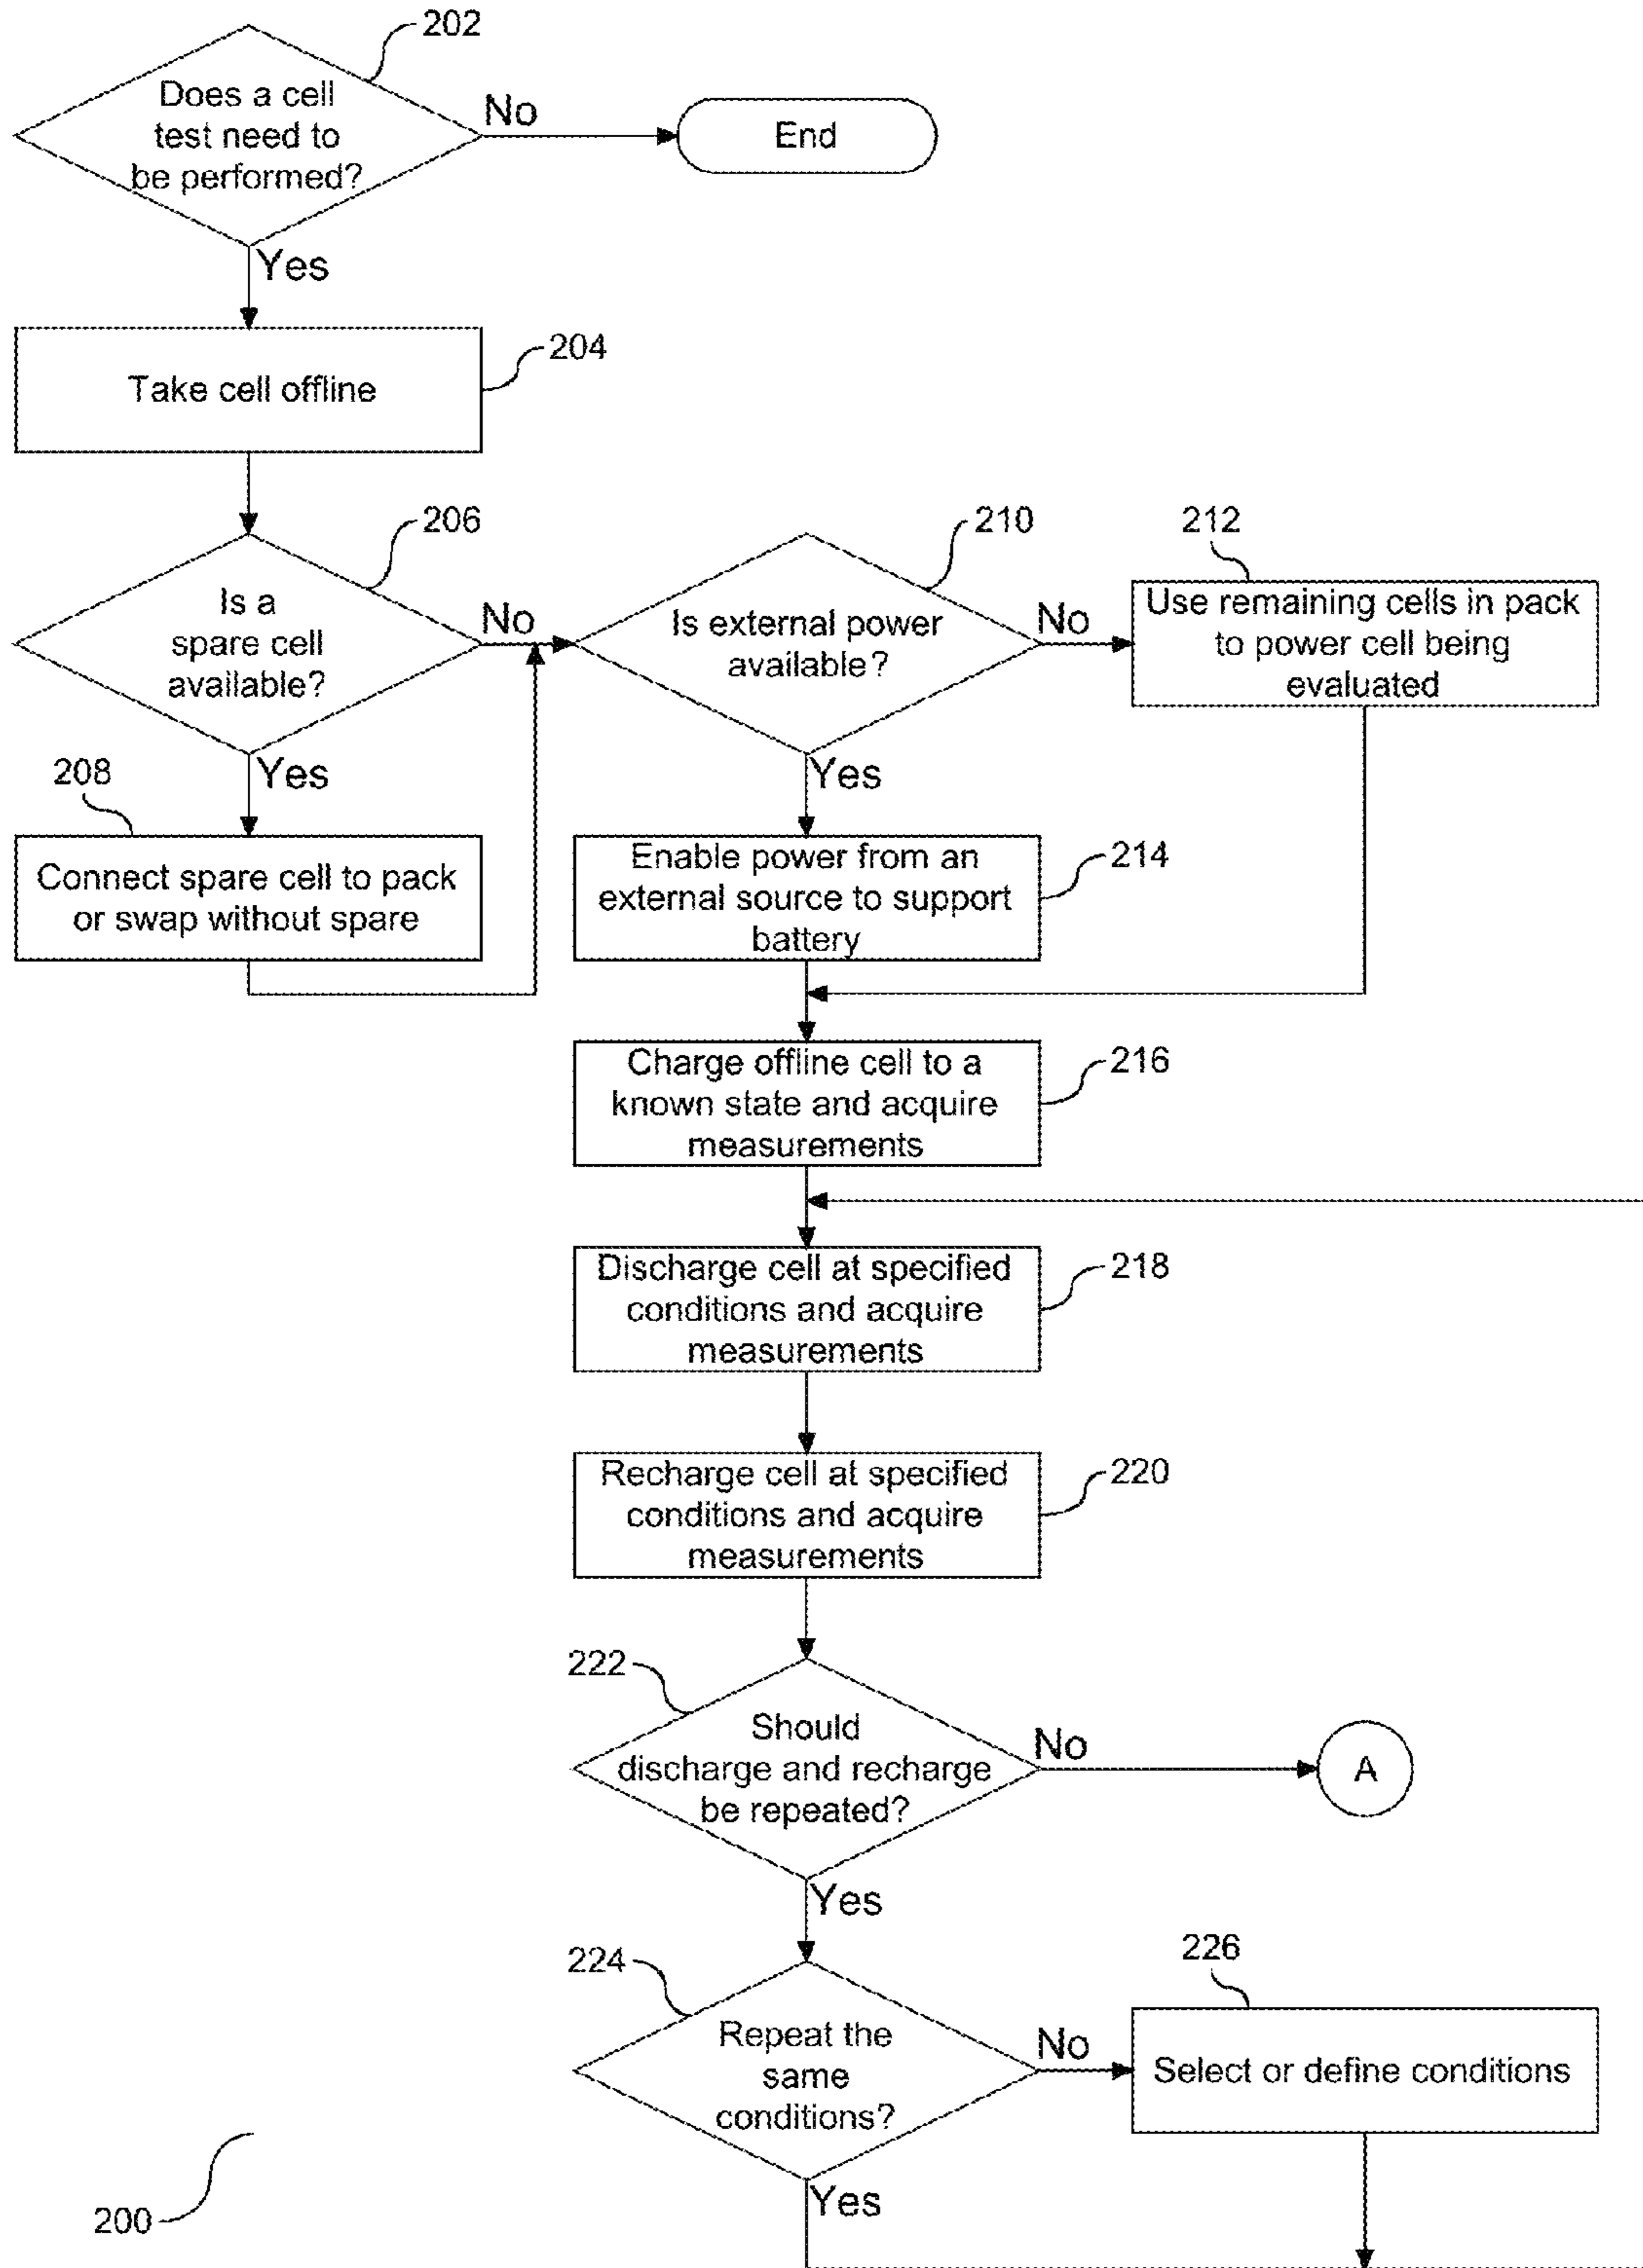 202
Does a cell
test need to
be performed?
No
End
Yes
204
Take cell offline
206
Is a
spare cell
available?
No
210
Is external power
available?
No
212
Use remaining cells in pack
to power cell being
evaluated
Yes
208
Connect spare cell to pack
or swap without spare
Yes
214
Enable power from an
external source to support
battery
216
Charge offline cell to a
known state and acquire
measurements
218
Discharge cell at specified
conditions and acquire
measurements
220
Recharge cell at specified
conditions and acquire
measurements
222
Should
discharge and recharge
be repeated?
No
A
Yes
224
Repeat the
same
conditions?
No
226
Select or define conditions
Yes
200